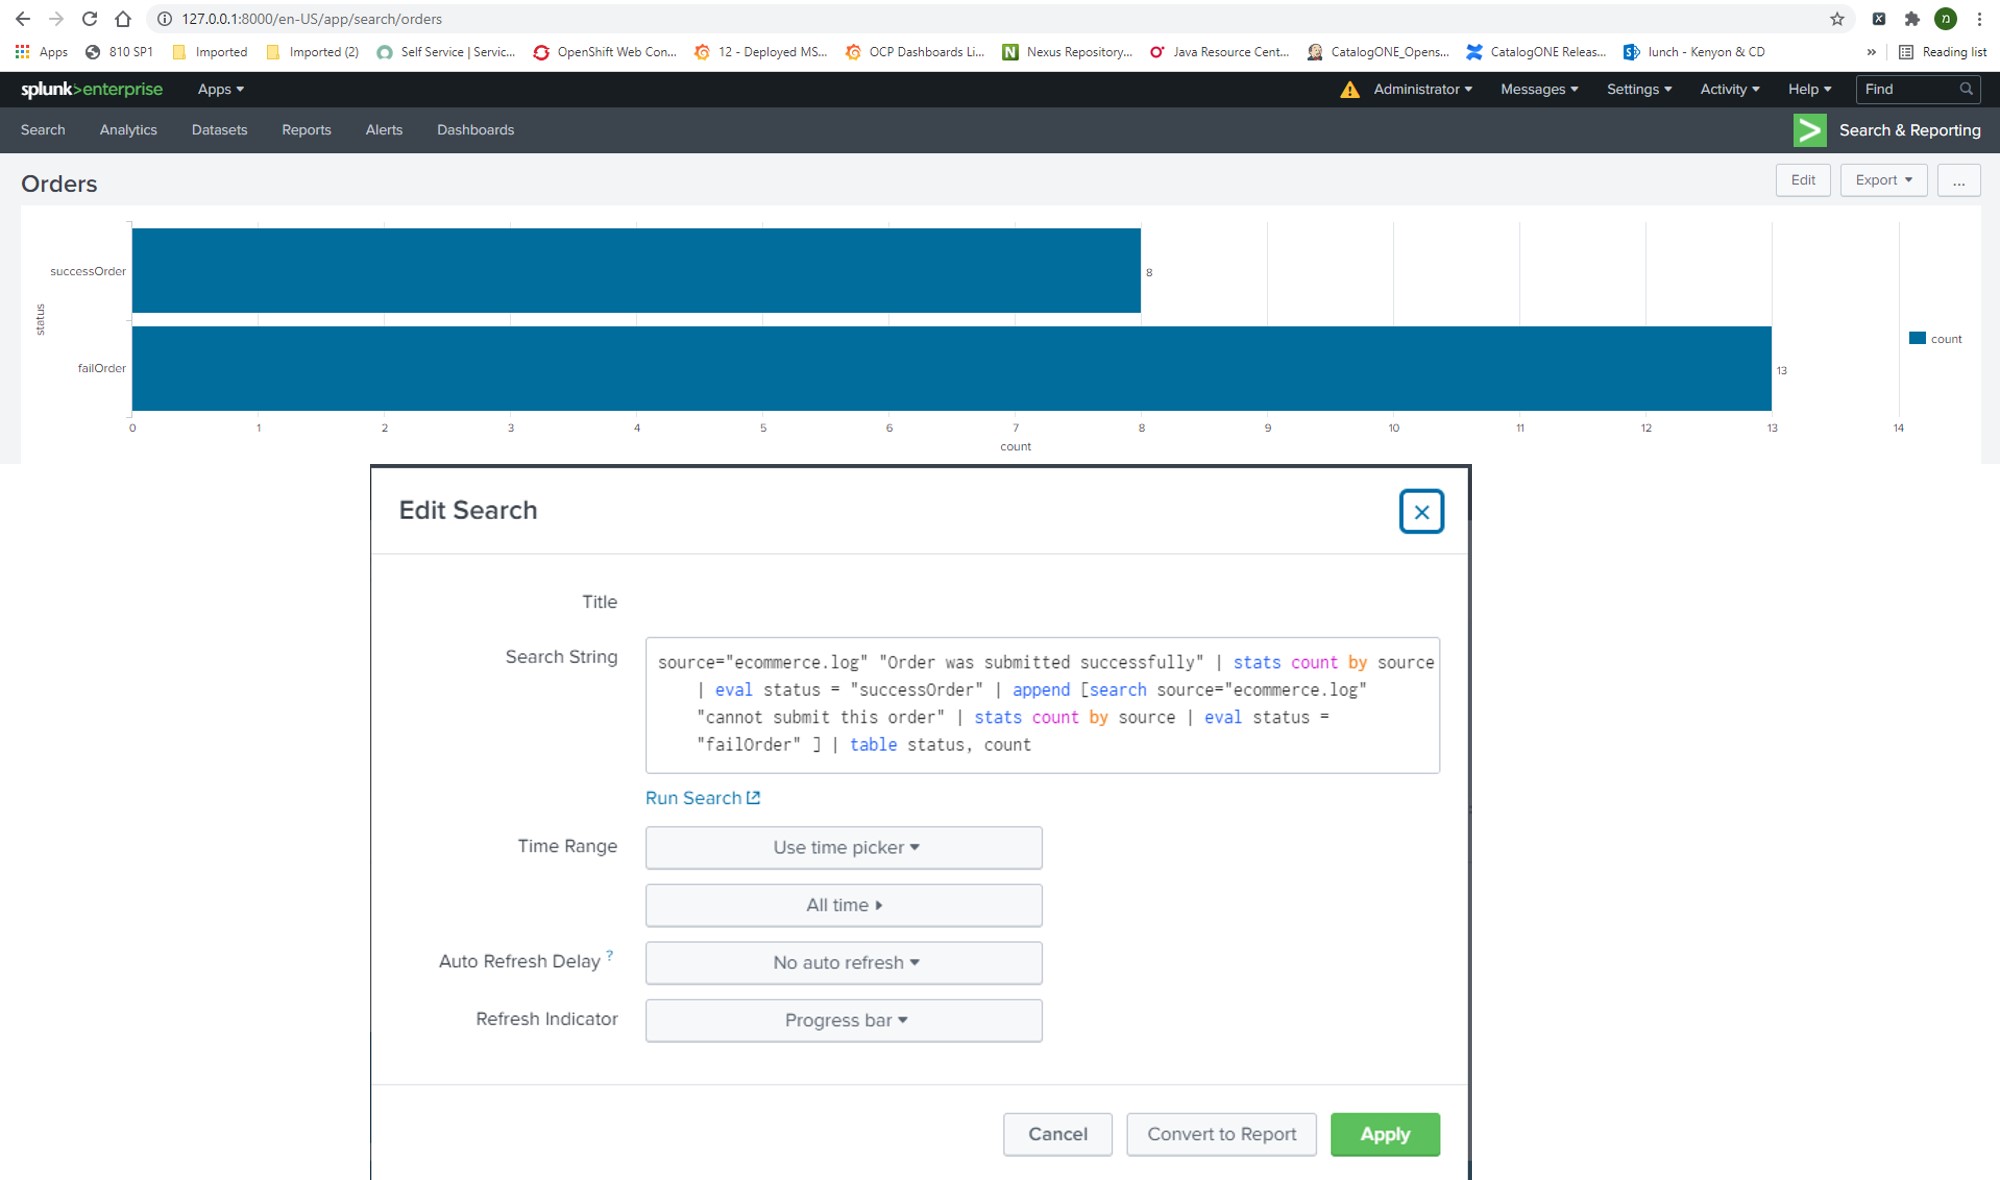 127.0.0.1:8000/en-US/app/search/orders
Apps 810 SP1 Imported Imported (2) Self Service | Servic... OpenShift Web Con... 12 - Deployed MS... OCP Dashboards Li... Nexus Repository... Java Resource Cent... CatalogONE_Opens... CatalogONE Releas... lunch - Kenyon & CD » Reading list
splunk>enterprise Apps Administrator Messages Settings Activity Help Find
Search Analytics Datasets Reports Alerts Dashboards Search & Reporting
Orders Edit Export ...
successOrder 8
status
failOrder 13
count
0 1 2 3 4 5 6 7 8 9 10 11 12 13 14
count
Edit Search
Title
Search String
source="ecommerce.log" "Order was submitted successfully" | stats count by source
| eval status = "successOrder" | append [search source="ecommerce.log"
"cannot submit this order" | stats count by source | eval status =
"failOrder" ] | table status, count
Run Search
Time Range Use time picker
All time
Auto Refresh Delay ? No auto refresh
Refresh Indicator Progress bar
Cancel Convert to Report Apply